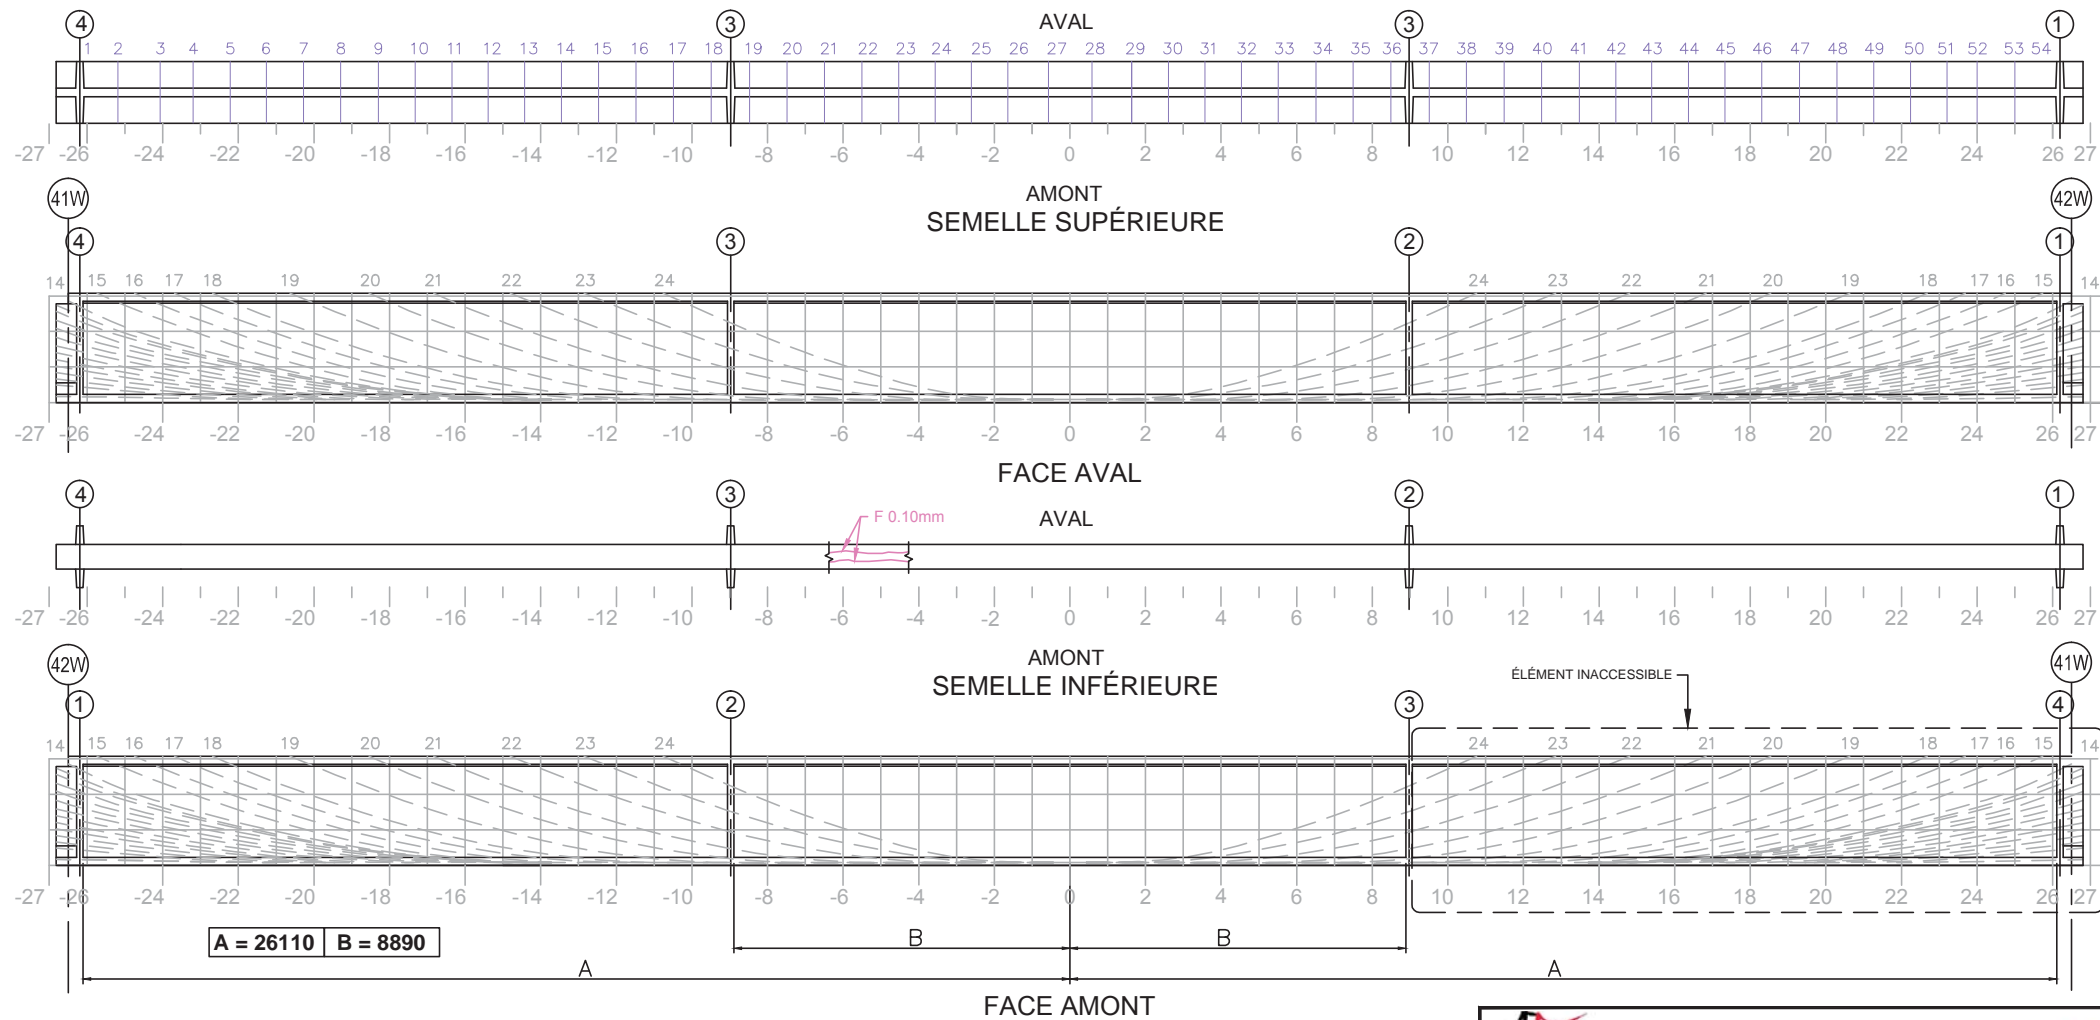 4 3 AVAL 3 1
1 2 3 4 5 6 7 8 9 10 11 12 13 14 15 16 17 18 19 20 21 22 23 24 25 26 27 28 29 30 31 32 33 34 35 36 37 38 39 40 41 42 43 44 45 46 47 48 49 50 51 52 53 54
-27 -26 -24 -22 -20 -18 -16 -14 -12 -10 -8 -6 -4 -2 0 2 4 6 8 10 12 14 16 18 20 22 24 26 27
41W AMONT 42W
SEMELLE SUPÉRIEURE
4 3 2 1
14 15 16 17 18 19 20 21 22 23 24 24 23 22 21 20 19 18 17 16 15 14
-27 -26 -24 -22 -20 -18 -16 -14 -12 -10 -8 -6 -4 -2 0 2 4 6 8 10 12 14 16 18 20 22 24 26 27
FACE AVAL
4 3 2 1
F 0.10mm AVAL
-27 -26 -24 -22 -20 -18 -16 -14 -12 -10 -8 -6 -4 -2 0 2 4 6 8 10 12 14 16 18 20 22 24 26 27
42W AMONT 41W
SEMELLE INFÉRIEURE
ÉLÉMENT INACCESSIBLE
1 2 3 4
14 15 16 17 18 19 20 21 22 23 24 24 23 22 21 20 19 18 17 16 15 14
-27 -26 -24 -22 -20 -18 -16 -14 -12 -10 -8 -6 -4 -2 0 2 4 6 8 10 12 14 16 18 20 22 24 26 27
A = 26110 B = 8890
B B
A A
FACE AMONT